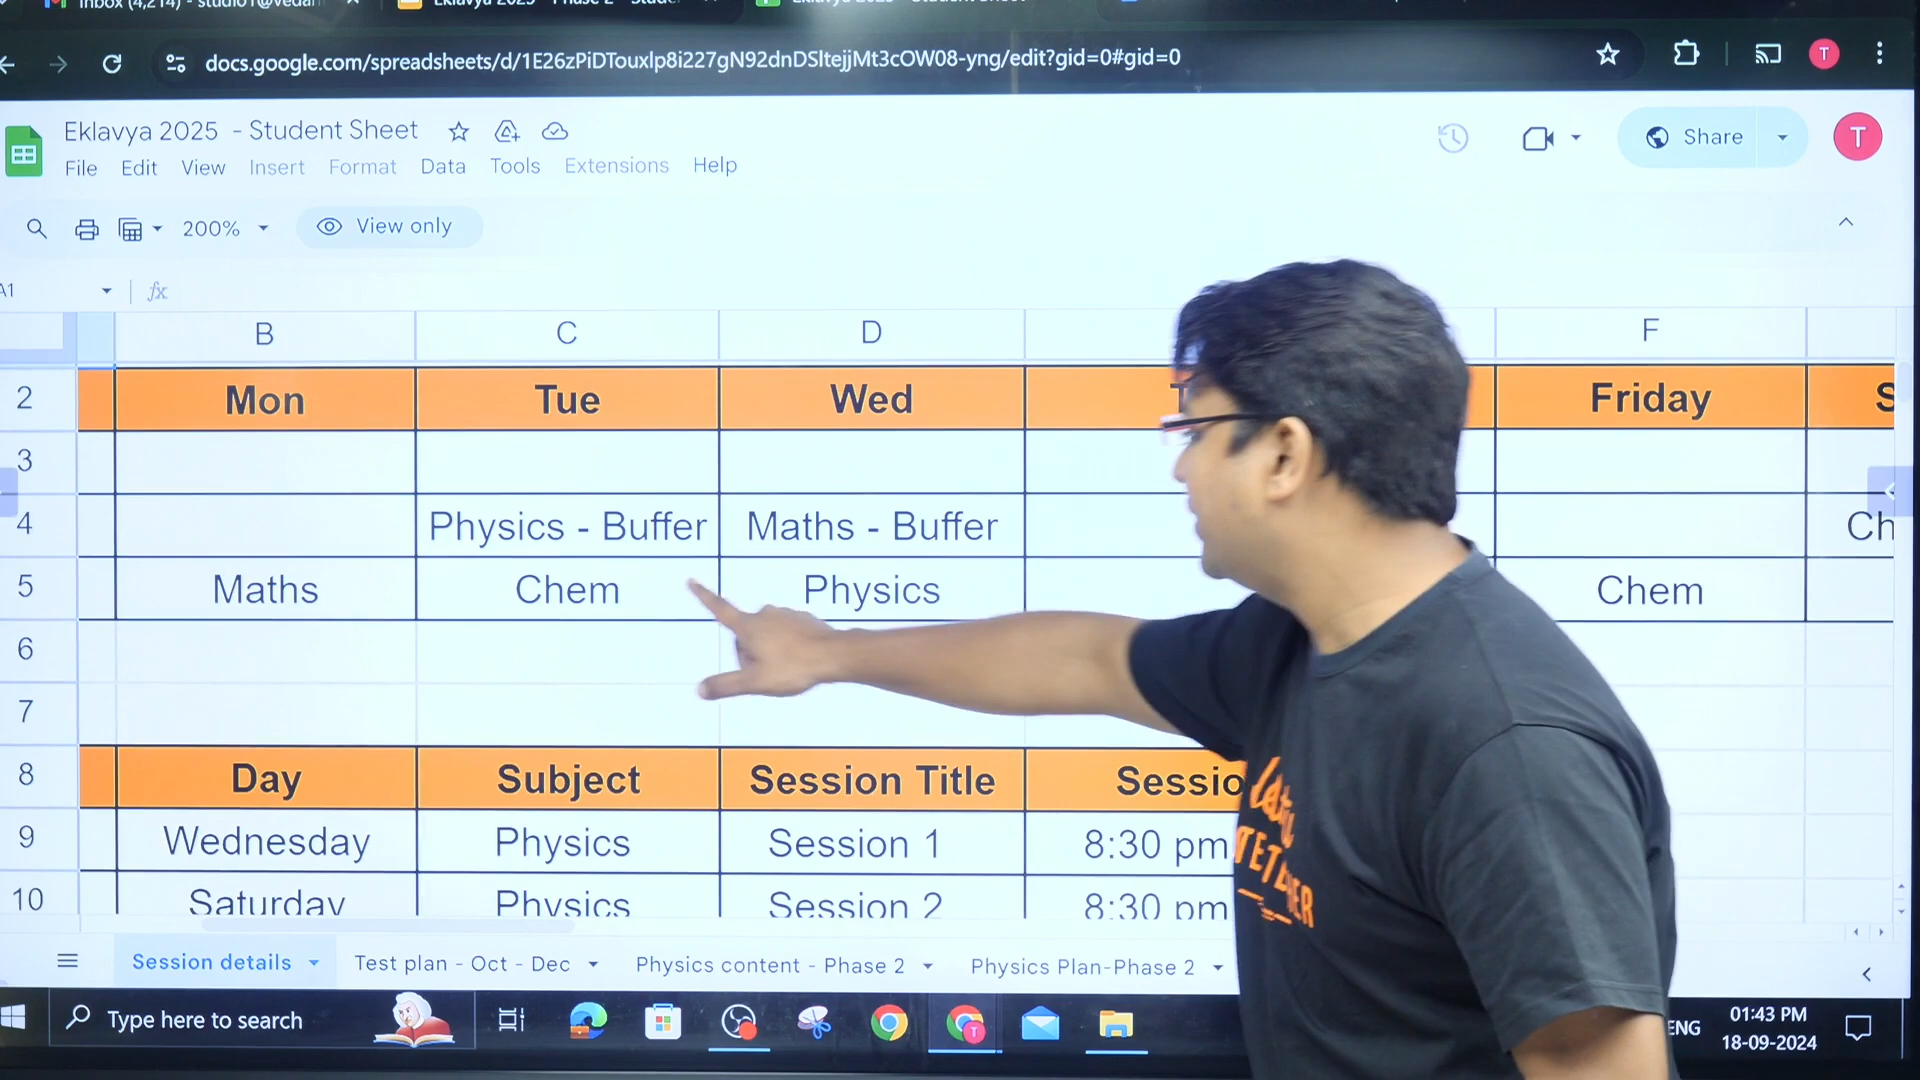 docs.google.com/spreadsheets/d/1E26zPiDTouxlp8i227gN92dnDSltejjMt3cOW08-yng/edit?gid=0#gid=0
T
Eklavya 2025 - Student Sheet
Share
T
File Edit View Insert Format Data Tools Extensions Help
200%
View only
A1
fx
B C D F
2 Mon Tue Wed Friday
3
4 Physics - Buffer Maths - Buffer
5 Maths Chem Physics Chem
6
7
8 Day Subject Session Title Sessio
9 Wednesday Physics Session 1 8:30 pm
10 Saturday Physics Session 2 8:30 pm
Session details Test plan - Oct - Dec Physics content - Phase 2 Physics Plan-Phase 2
Type here to search
T
ENG
01:43 PM
18-09-2024